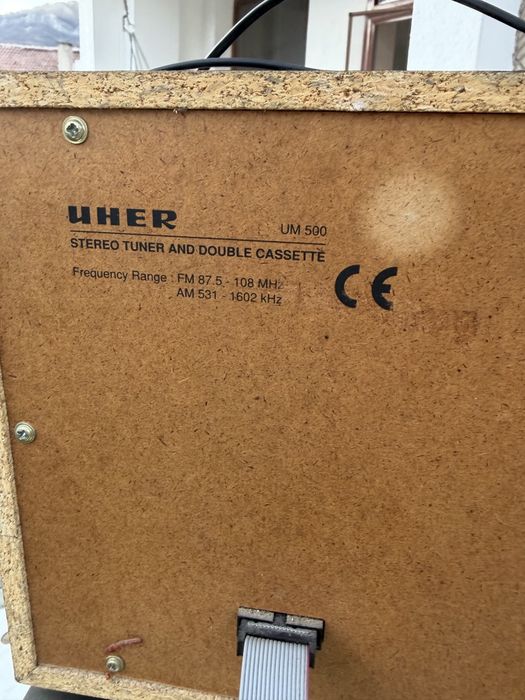 UHER
UM 500
STEREO TUNER AND DOUBLE CASSETTE
Frequency Range : FM 87.5 - 108 MHz
AM 531 - 1602 kHz
CE